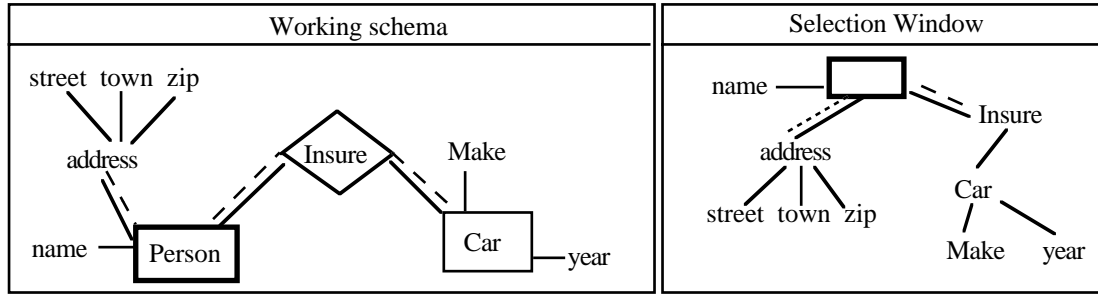 Working schema
street town zip
address
name
Person
Insure
Make
Car
year
Selection Window
name
Insure
address
street town zip
Car
Make
year